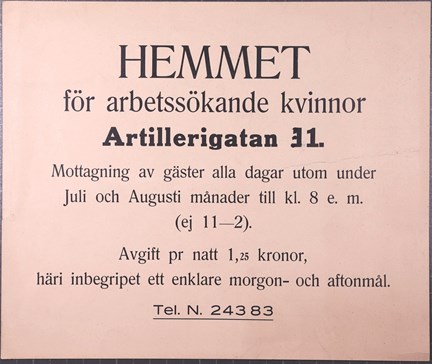 HEMMET
för arbetssökande kvinnor
Artillerigatan 31.
Mottagning av gäster alla dagar utom under
Juli och Augusti månader till kl. 8 e. m.
(ej 11—2).
Avgift pr natt 1,25 kronor,
häri inbegripet ett enklare morgon- och aftonmål.
Tel. N. 243 83